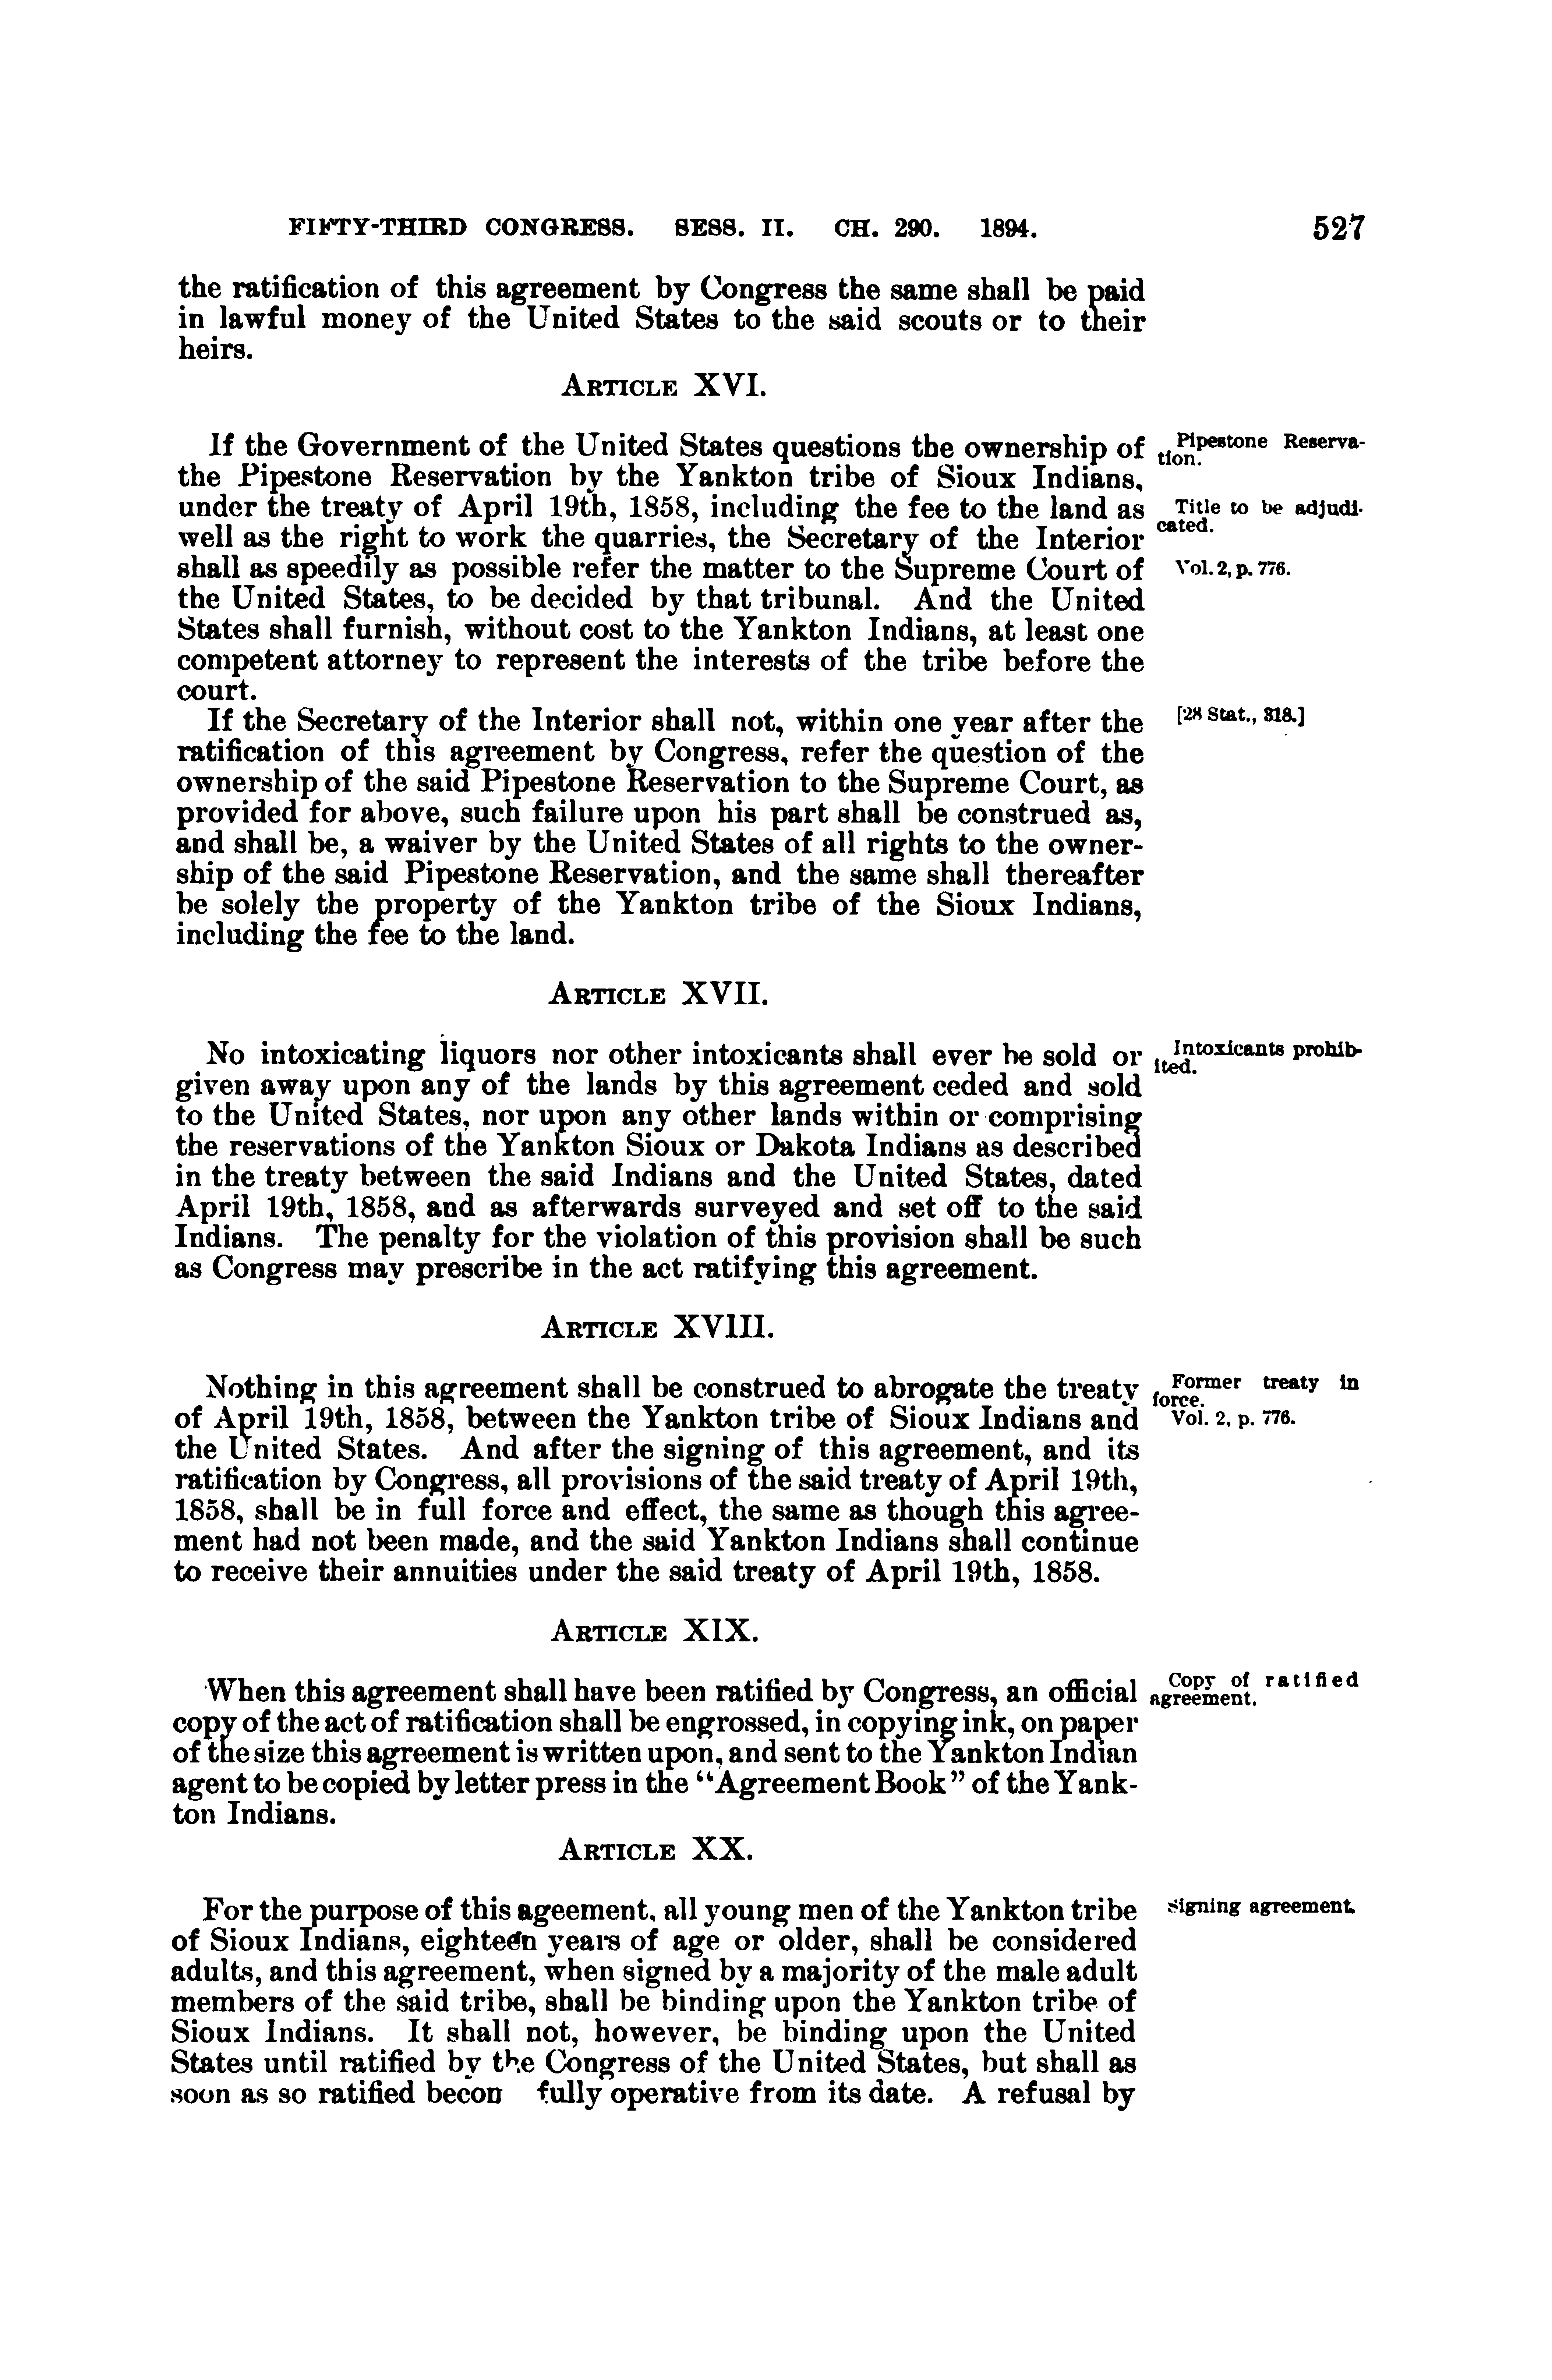 FIFTY-THIRD CONGRESS. SESS. II. CH. 290. 1894. 527
the ratification of this agreement by Congress the same shall be paid
in lawful money of the United States to the said scouts or to their
heirs.
ARTICLE XVI.
If the Government of the United States questions the ownership of
the Pipestone Reservation by the Yankton tribe of Sioux Indians,
under the treaty of April 19th, 1858, including the fee to the land as
well as the right to work the quarries, the Secretary of the Interior
shall as speedily as possible refer the matter to the Supreme Court of
the United States, to be decided by that tribunal. And the United
States shall furnish, without cost to the Yankton Indians, at least one
competent attorney to represent the interests of the tribe before the
court.
Pipestone Reserva-
tion.
Title to be adjudi-
cated.
Vol. 2, p. 776.
If the Secretary of the Interior shall not, within one year after the
ratification of this agreement by Congress, refer the question of the
ownership of the said Pipestone Reservation to the Supreme Court, as
provided for above, such failure upon his part shall be construed as,
and shall be, a waiver by the United States of all rights to the owner-
ship of the said Pipestone Reservation, and the same shall thereafter
be solely the property of the Yankton tribe of the Sioux Indians,
including the fee to the land.
[28 Stat., 318.]
ARTICLE XVII.
No intoxicating liquors nor other intoxicants shall ever be sold or
given away upon any of the lands by this agreement ceded and sold
to the United States, nor upon any other lands within or comprising
the reservations of the Yankton Sioux or Dakota Indians as described
in the treaty between the said Indians and the United States, dated
April 19th, 1858, and as afterwards surveyed and set off to the said
Indians. The penalty for the violation of this provision shall be such
as Congress may prescribe in the act ratifying this agreement.
Intoxicants prohib-
ited.
ARTICLE XVIII.
Nothing in this agreement shall be construed to abrogate the treaty
of April 19th, 1858, between the Yankton tribe of Sioux Indians and
the United States. And after the signing of this agreement, and its
ratification by Congress, all provisions of the said treaty of April 19th,
1858, shall be in full force and effect, the same as though this agree-
ment had not been made, and the said Yankton Indians shall continue
to receive their annuities under the said treaty of April 19th, 1858.
Former treaty in
force.
Vol. 2, p. 776.
ARTICLE XIX.
When this agreement shall have been ratified by Congress, an official
copy of the act of ratification shall be engrossed, in copying ink, on paper
of the size this agreement is written upon, and sent to the Yankton Indian
agent to be copied by letter press in the "Agreement Book" of the Yank-
ton Indians.
Copy of ratified
agreement.
ARTICLE XX.
For the purpose of this ageement, all young men of the Yankton tribe
of Sioux Indians, eighteen years of age or older, shall be considered
adults, and this agreement, when signed by a majority of the male adult
members of the said tribe, shall be binding upon the Yankton tribe of
Sioux Indians. It shall not, however, be binding upon the United
States until ratified by the Congress of the United States, but shall as
soon as so ratified becom fully operative from its date. A refusal by
Signing agreement.